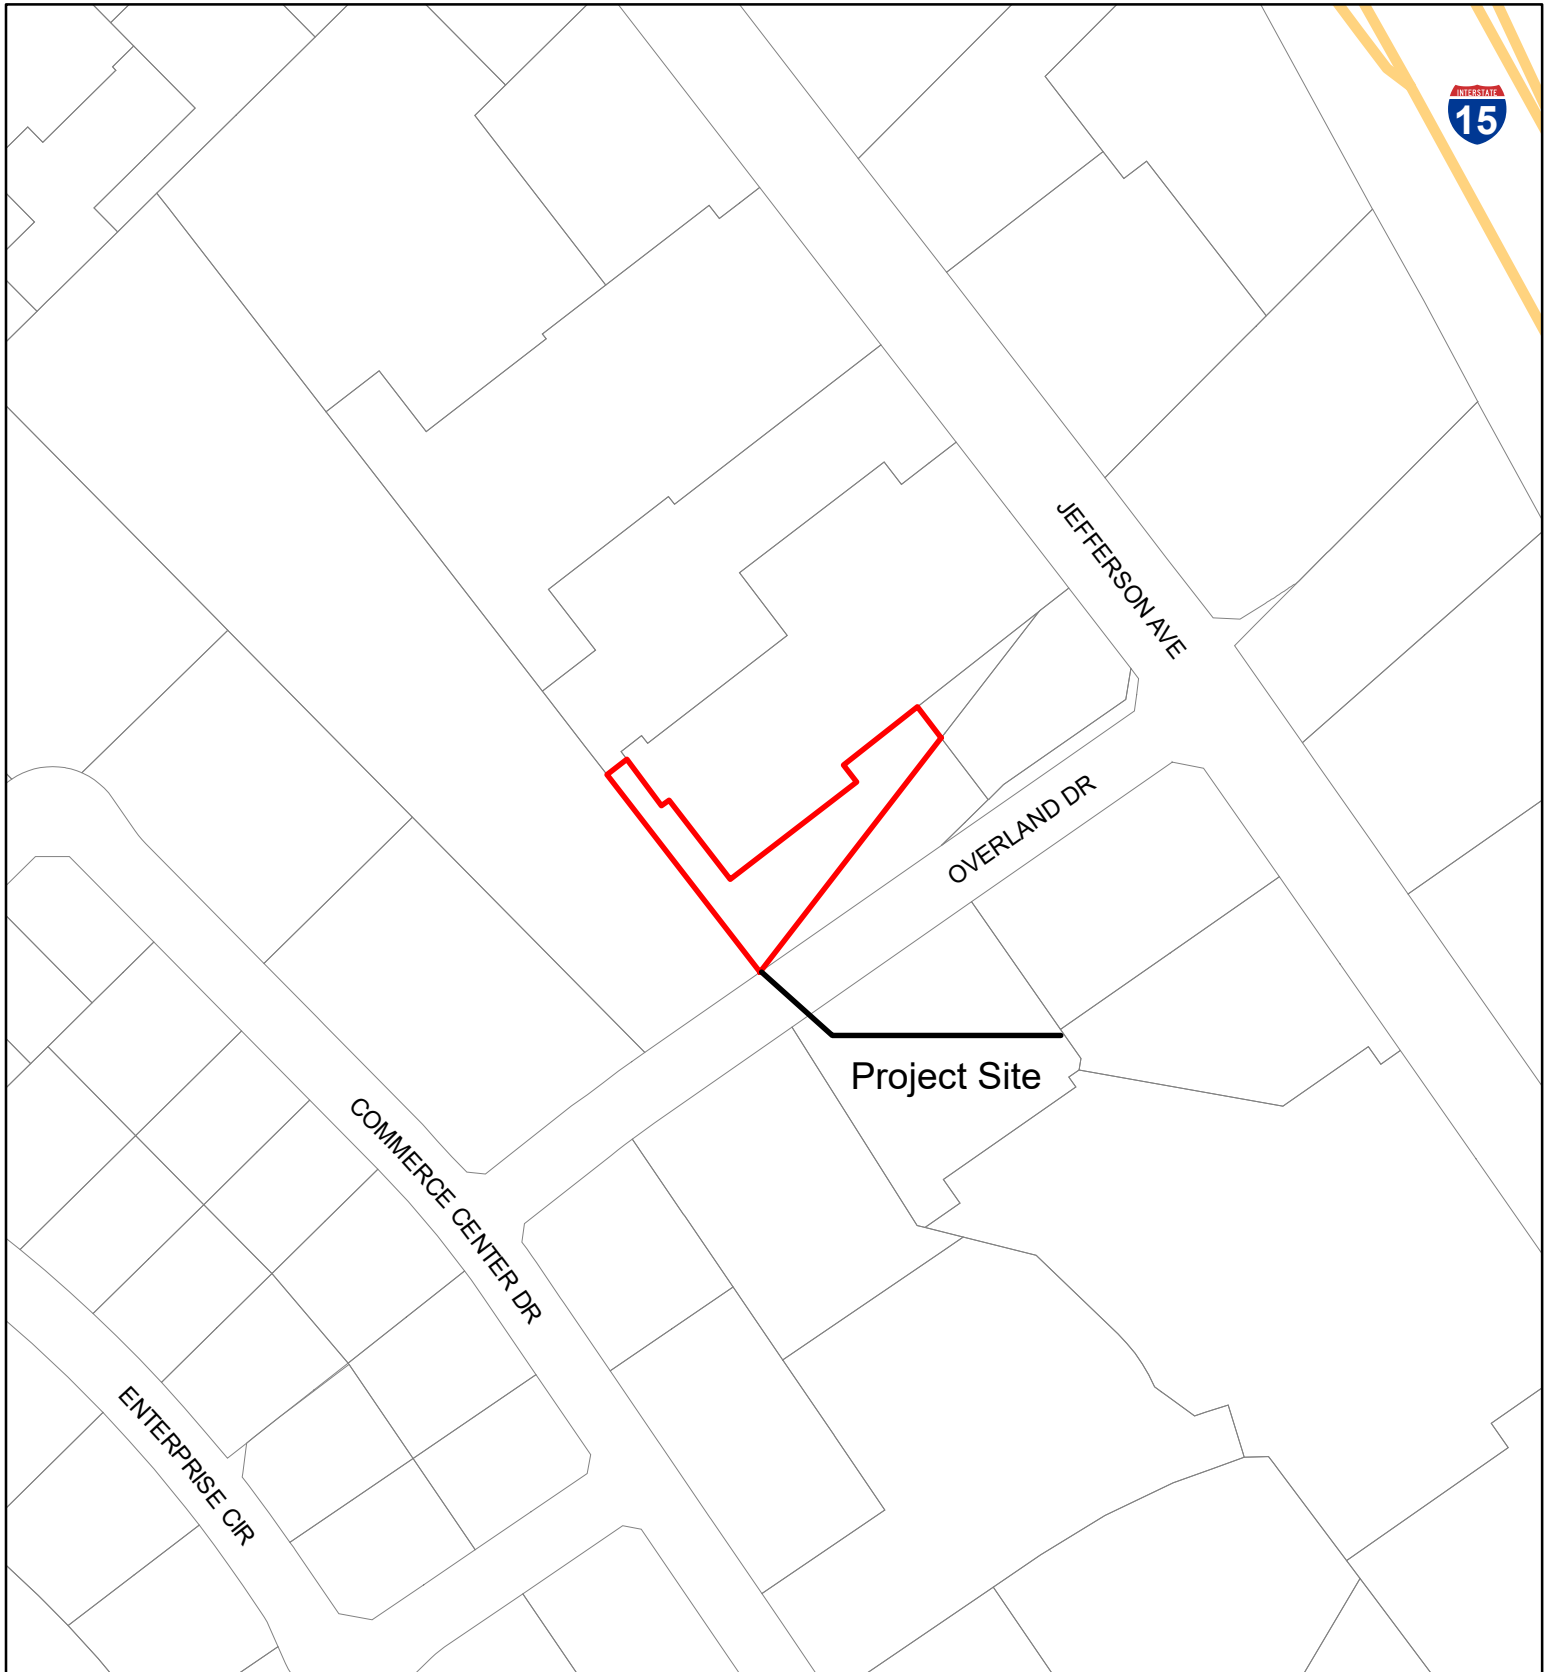 INTERSTATE
15
JEFFERSON AVE
OVERLAND DR
Project Site
COMMERCE CENTER DR
ENTERPRISE CIR